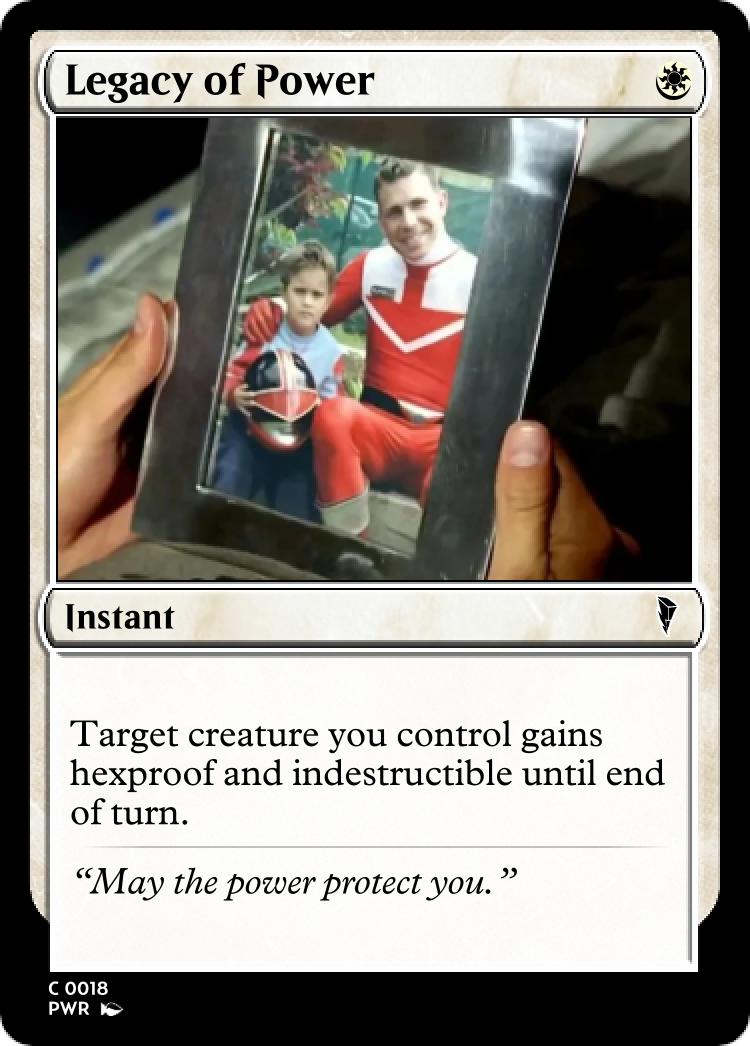 Legacy of Power
Instant
Target creature you control gains
hexproof and indestructible until end
of turn.
“May the power protect you.”
C 0018
PWR